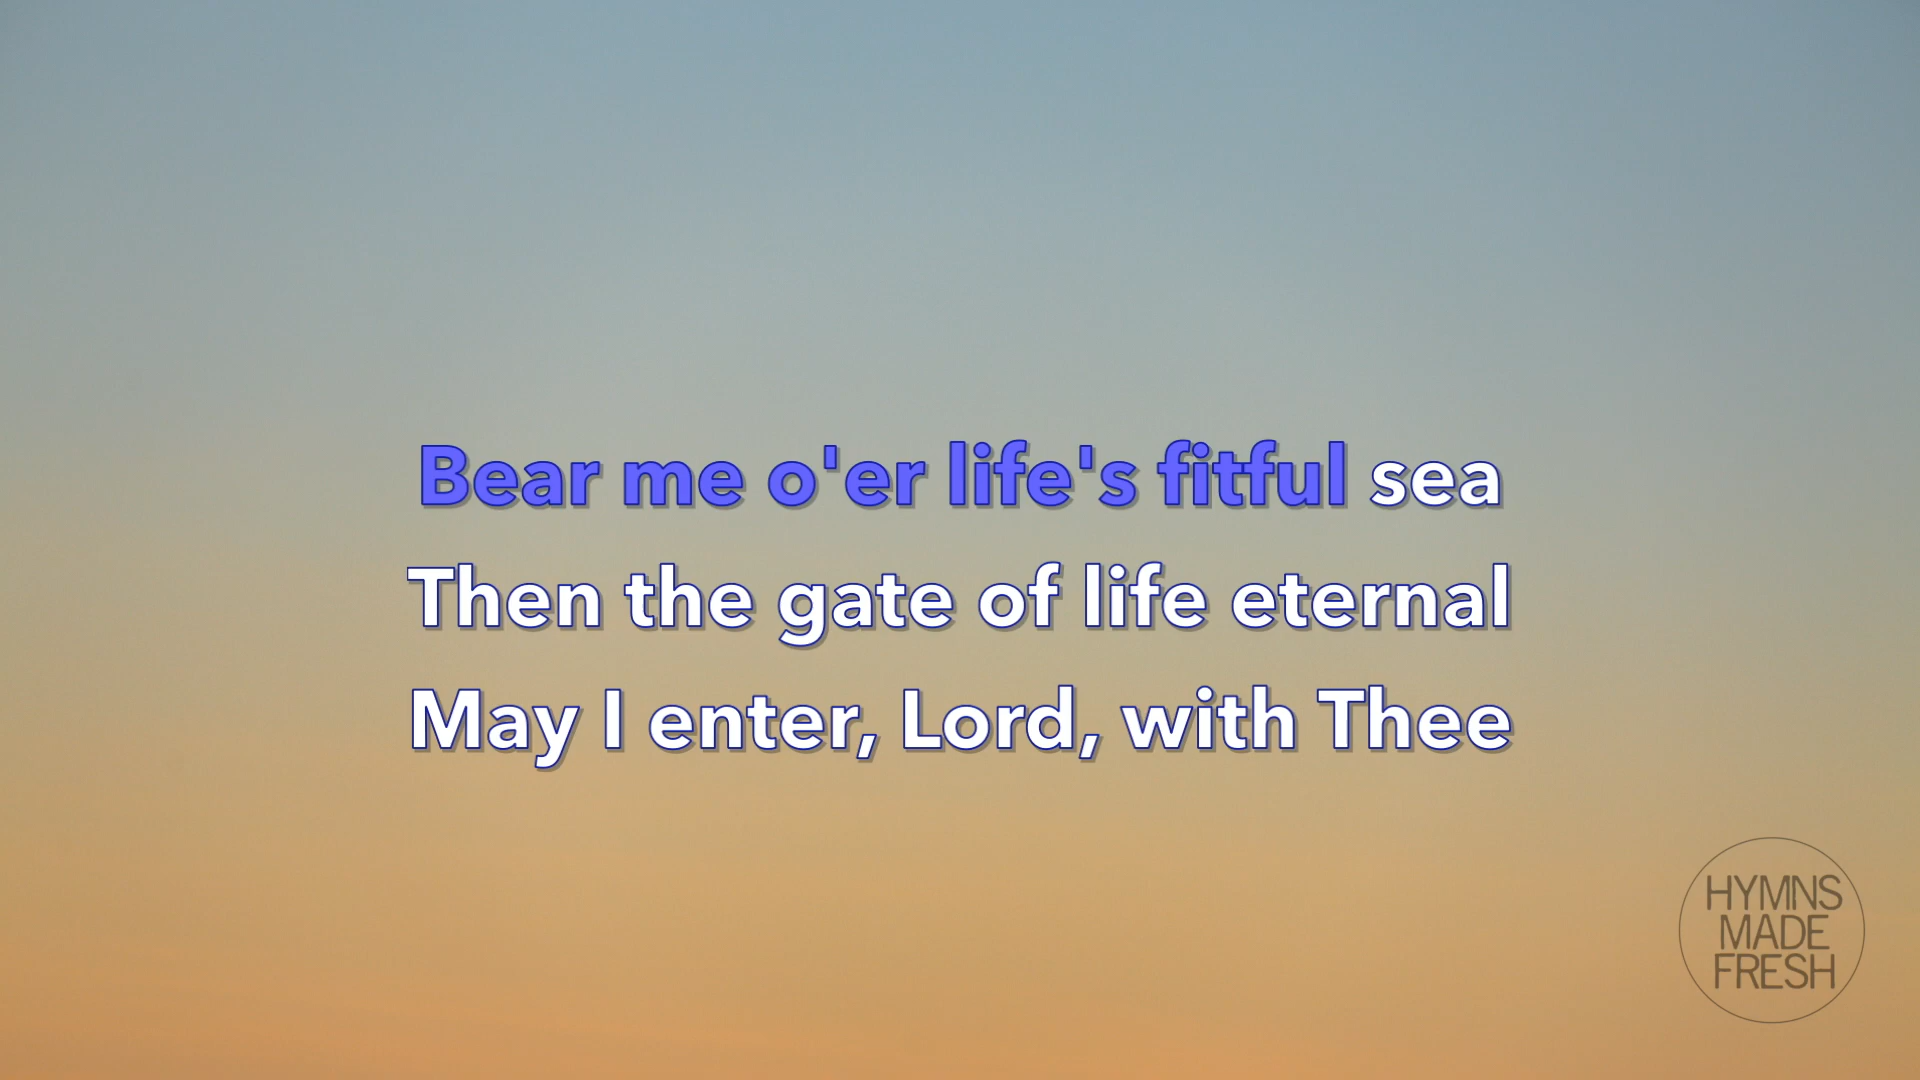 Bear me o'er life's fitful sea
Then the gate of life eternal
May I enter, Lord, with Thee
HYMNS
MADE
FRESH